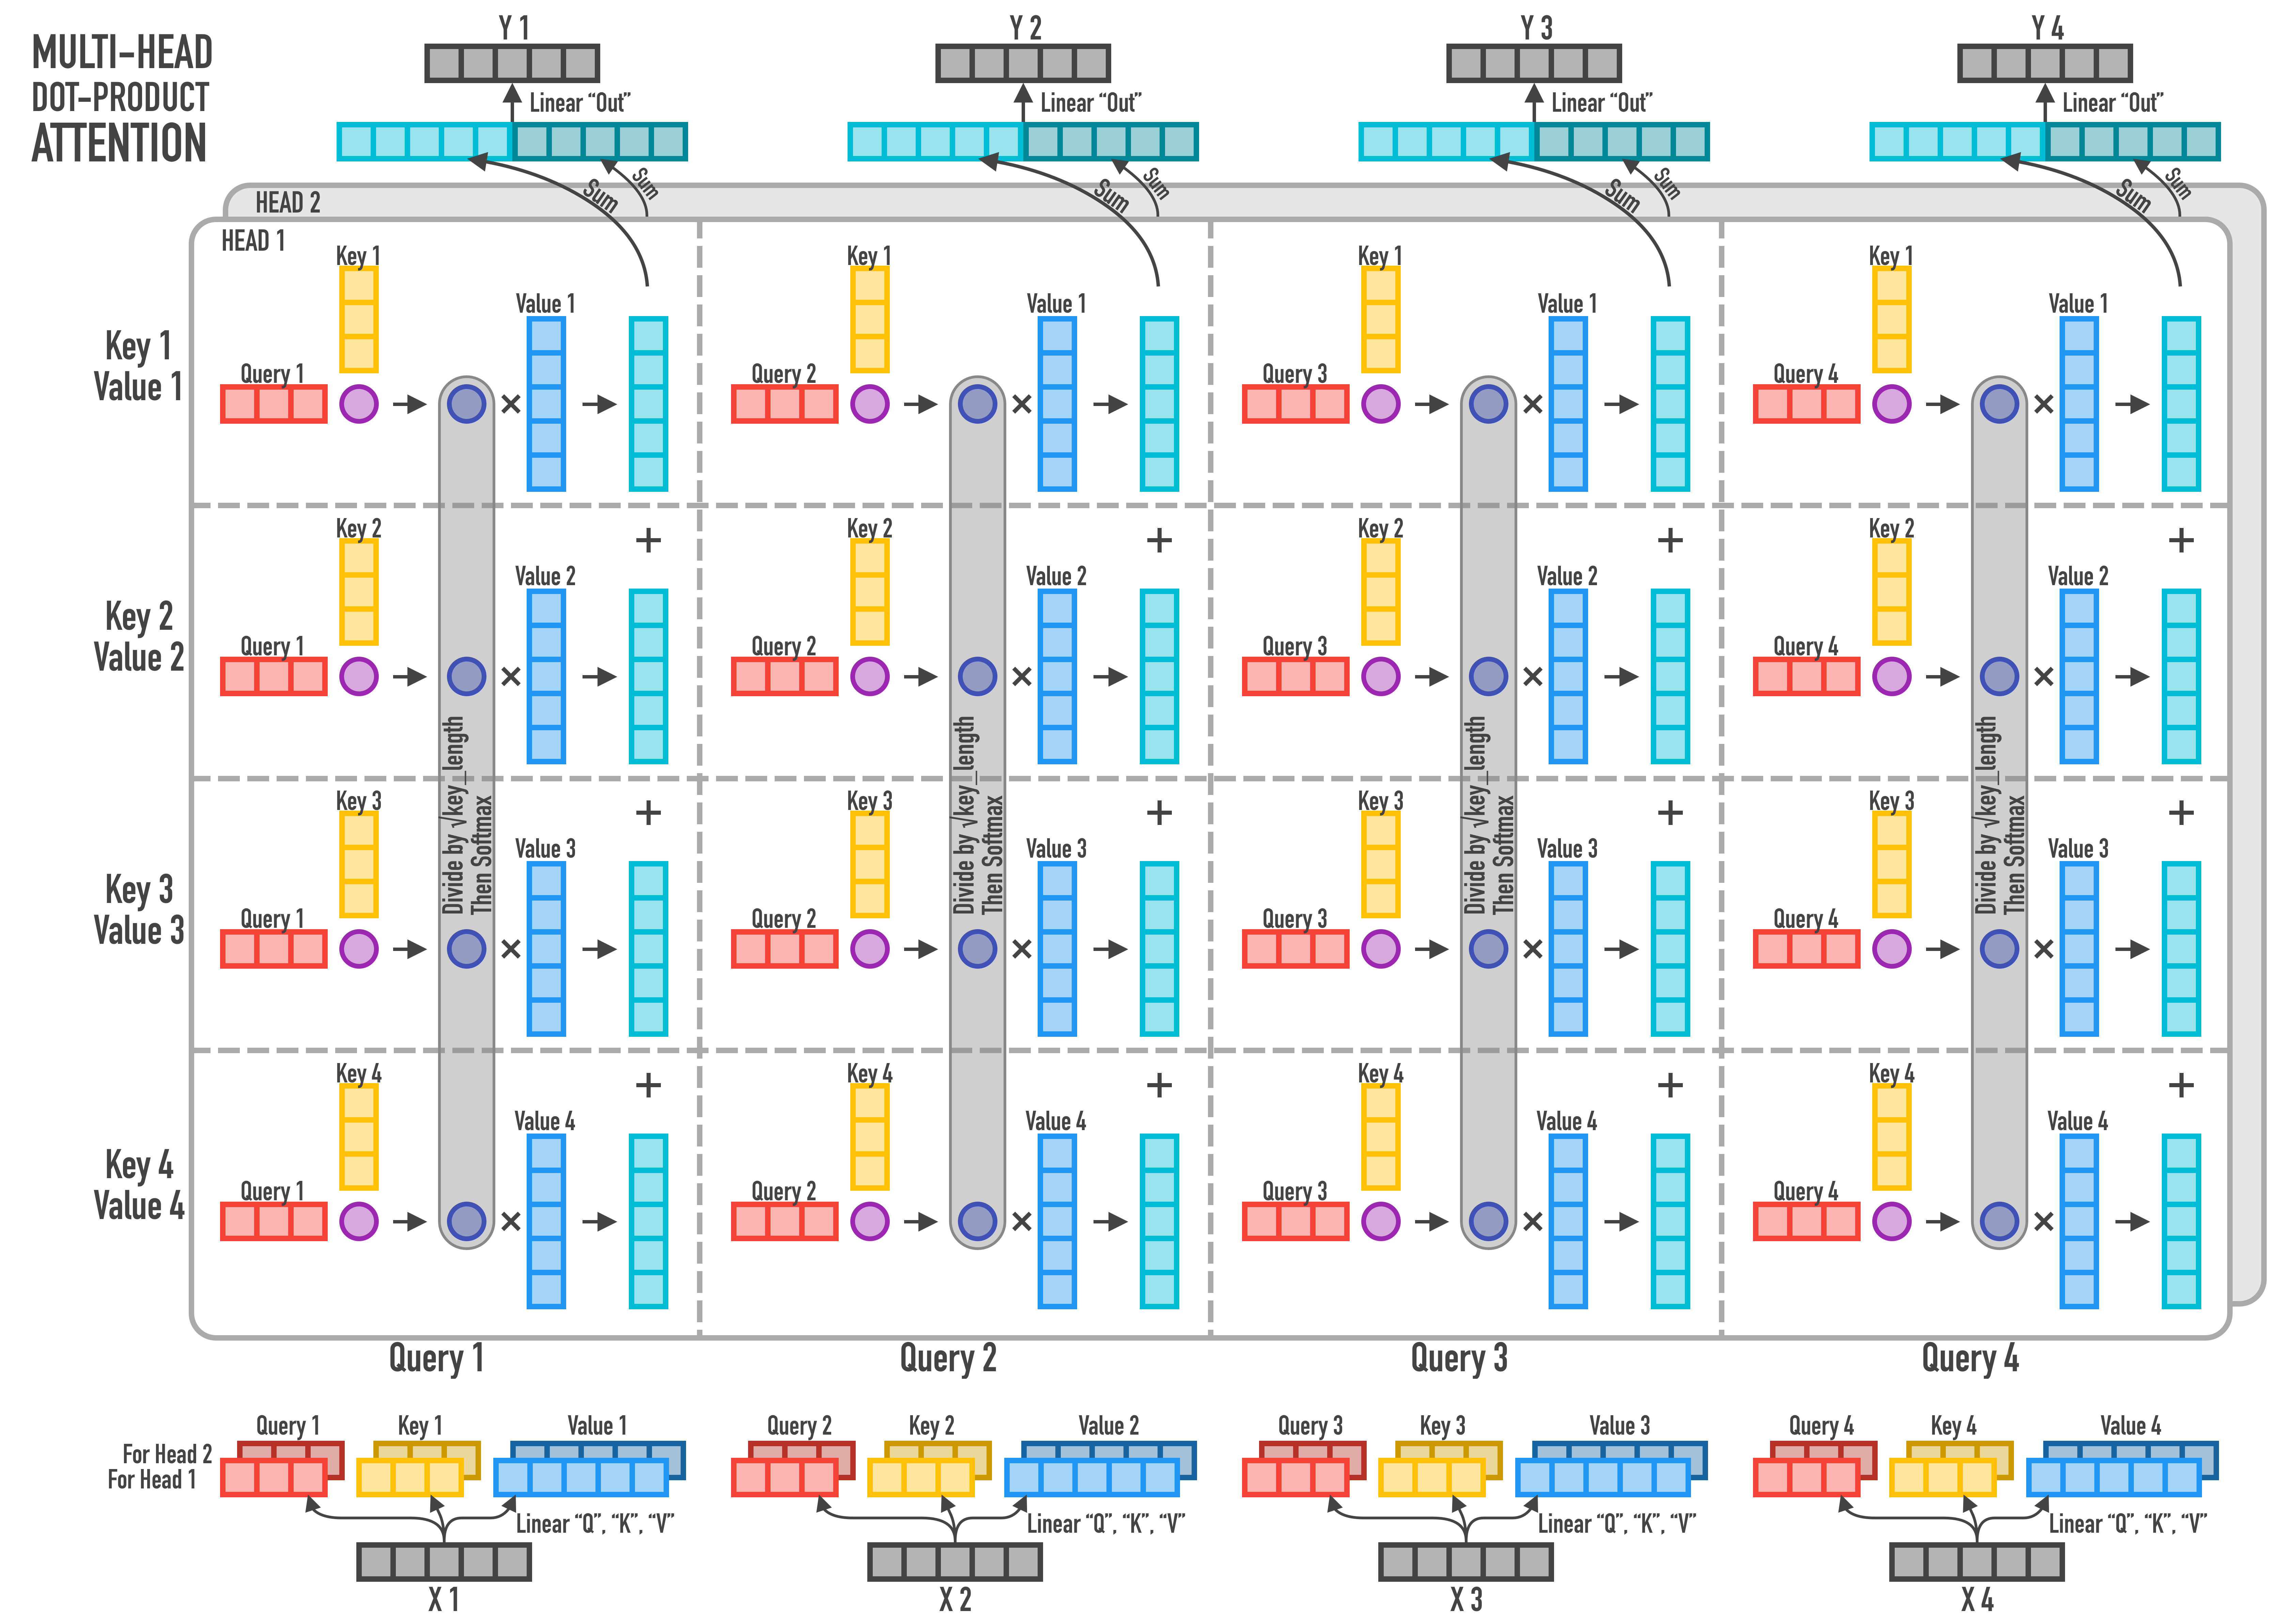 MULTI-HEAD
DOT-PRODUCT
ATTENTION
Y 1
Y 2
Y 3
Y 4
Linear “Out”
Linear “Out”
Linear “Out”
Linear “Out”
Sum
Sum
Sum
Sum
Sum
Sum
Sum
Sum
HEAD 2
HEAD 1
Key 1
Value 1
Key 1
Value 1
Query 1
Key 1
Value 1
Query 2
Key 1
Value 1
Query 3
Key 1
Value 1
Query 4
Key 2
Value 2
Key 2
Value 2
Query 1
Key 2
Value 2
Query 2
Key 2
Value 2
Query 3
Key 2
Value 2
Query 4
Divide by √key_length
Then Softmax
Divide by √key_length
Then Softmax
Divide by √key_length
Then Softmax
Divide by √key_length
Then Softmax
Key 3
Value 3
Key 3
Value 3
Query 1
Key 3
Value 3
Query 2
Key 3
Value 3
Query 3
Key 3
Value 3
Query 4
Key 4
Value 4
Key 4
Value 4
Query 1
Key 4
Value 4
Query 2
Key 4
Value 4
Query 3
Key 4
Value 4
Query 4
Query 1
Query 2
Query 3
Query 4
For Head 2
For Head 1
Query 1
Key 1
Value 1
Query 2
Key 2
Value 2
Query 3
Key 3
Value 3
Query 4
Key 4
Value 4
Linear “Q”, “K”, “V”
Linear “Q”, “K”, “V”
Linear “Q”, “K”, “V”
Linear “Q”, “K”, “V”
X 1
X 2
X 3
X 4